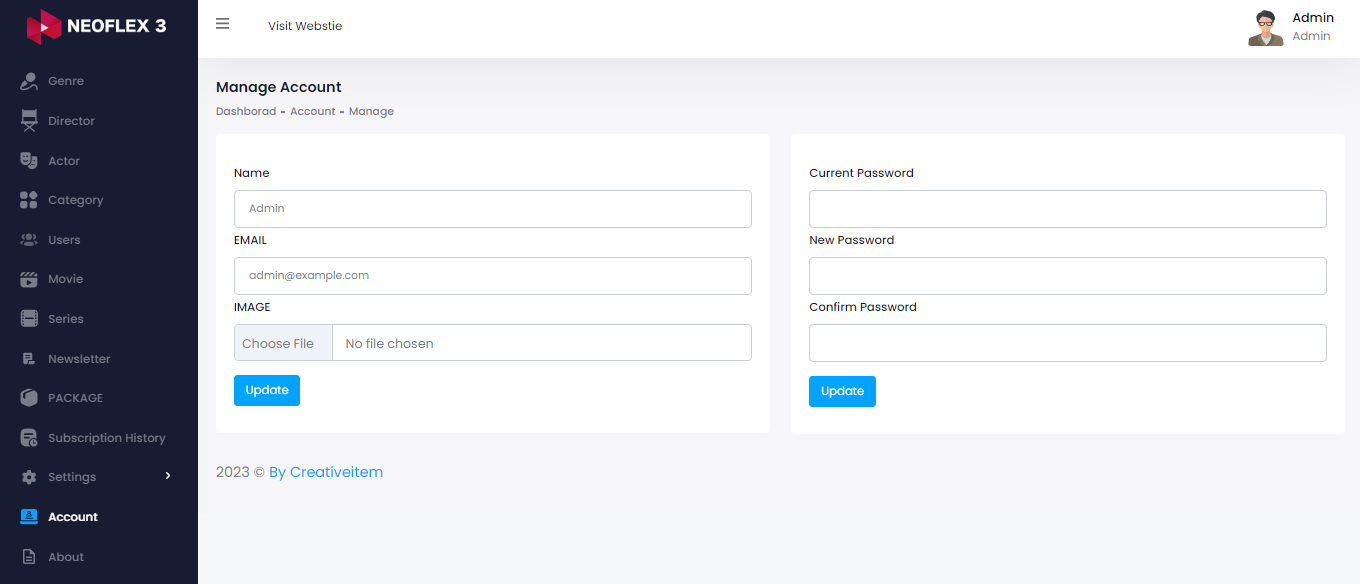 NEOFLEX 3
Visit Webstie
Admin
Admin
Genre
Director
Actor
Category
Users
Movie
Series
Newsletter
PACKAGE
Subscription History
Settings
Account
About
Manage Account
Dashborad - Account - Manage
Name
Admin
EMAIL
admin@example.com
IMAGE
Choose File No file chosen
Update
Current Password
New Password
Confirm Password
Update
2023 © By Creativeitem